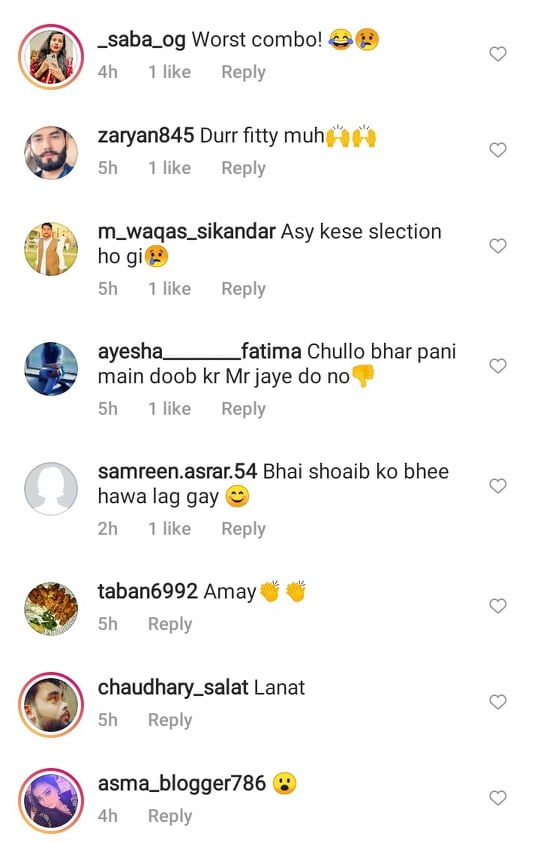 _saba_og Worst combo! 😂😢
4h 1 like Reply
zaryan845 Durr fitty muh🙌🙌
5h 1 like Reply
m_waqas_sikandar Asy kese slection
ho gi😢
5h 1 like Reply
ayesha________fatima Chullo bhar pani
main doob kr Mr jaye do no👎
5h 1 like Reply
samreen.asrar.54 Bhai shoaib ko bhee
hawa lag gay 😊
2h 1 like Reply
taban6992 Amay👏👏
5h Reply
chaudhary_salat Lanat
5h Reply
asma_blogger786 😮
4h Reply